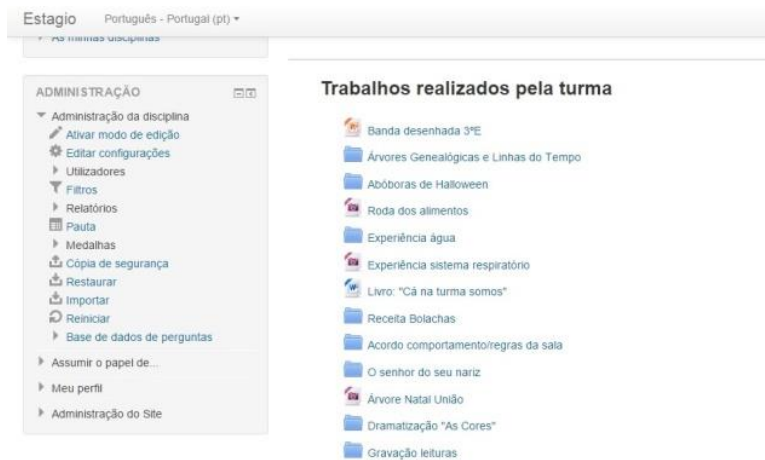 Estagio Português - Portugal (pt)
As minhas disciplinas
ADMINISTRAÇÃO
Administração da disciplina
Ativar modo de edição
Editar configurações
Utilizadores
Filtros
Relatórios
Pauta
Medalhas
Cópia de segurança
Restaurar
Importar
Reiniciar
Base de dados de perguntas
Assumir o papel de...
Meu perfil
Administração do Site
Trabalhos realizados pela turma
Banda desenhada 3ºE
Árvores Genealógicas e Linhas do Tempo
Abóboras de Halloween
Roda dos alimentos
Experiência água
Experiência sistema respiratório
Livro: "Cá na turma somos"
Receita Bolachas
Acordo comportamento/regras da sala
O senhor do seu nariz
Árvore Natal União
Dramatização "As Cores"
Gravação leituras